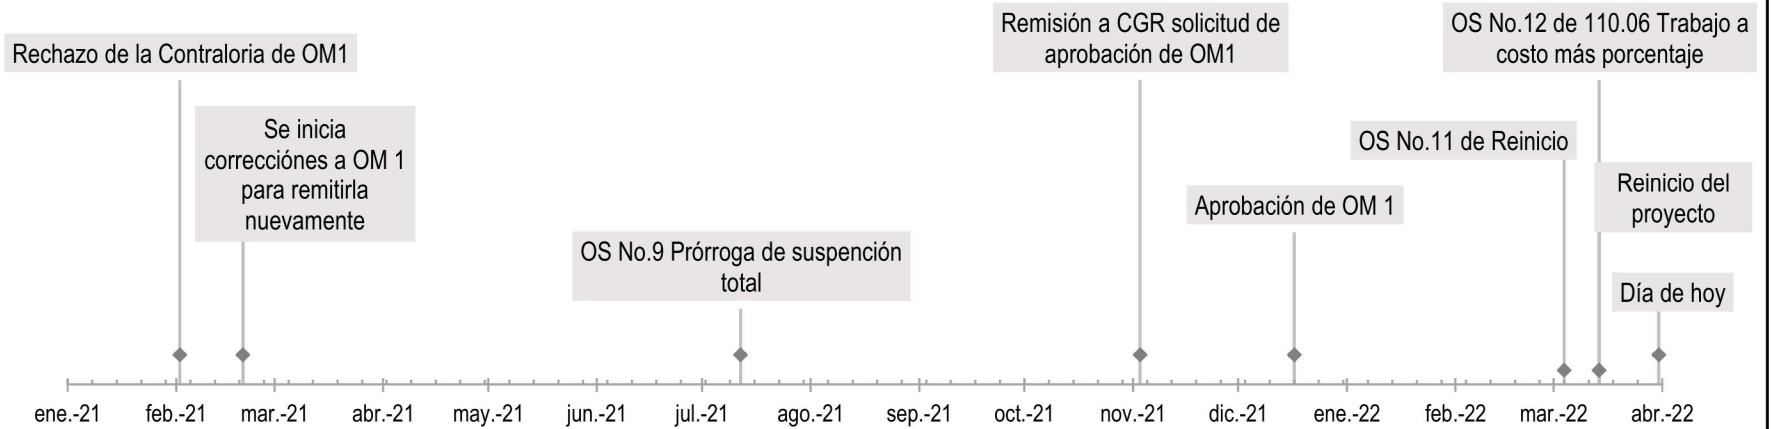 Rechazo de la Contraloria de OM1
Se inicia
correcciónes a OM 1
para remitirla
nuevamente
OS No.9 Prórroga de suspención
total
Remisión a CGR solicitud de
aprobación de OM1
Aprobación de OM 1
OS No.11 de Reinicio
OS No.12 de 110.06 Trabajo a
costo más porcentaje
Reinicio del
proyecto
Día de hoy
ene.-21 feb.-21 mar.-21 abr.-21 may.-21 jun.-21 jul.-21 ago.-21 sep.-21 oct.-21 nov.-21 dic.-21 ene.-22 feb.-22 mar.-22 abr.-22